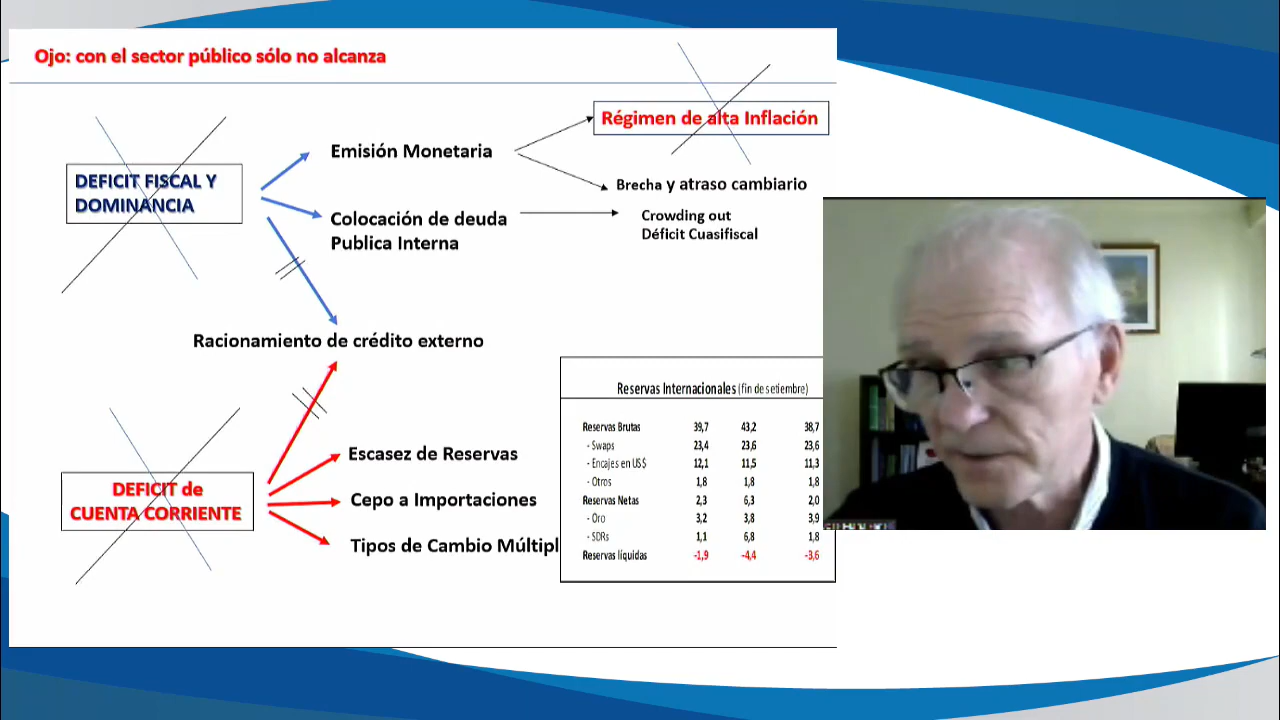 Ojo: con el sector público sólo no alcanza
Régimen de alta Inflación
Emisión Monetaria
DEFICIT FISCAL Y
DOMINANCIA
Brecha y atraso cambiario
Colocación de deuda
Publica Interna
Crowding out
Déficit Cuasifiscal
Racionamiento de crédito externo
Escasez de Reservas
DEFICIT de
CUENTA CORRIENTE
Cepo a Importaciones
Tipos de Cambio Múltipl
Reservas Internacionales (fin de setiembre)
Reservas Brutas 39,7 43,2 38,7
- Swaps 23,4 23,6 23,6
- Encajes en US$ 12,1 11,5 11,3
- Otros 1,8 1,8 1,8
Reservas Netas 2,3 6,3 2,0
- Oro 3,2 3,8 3,9
- SDRs 1,1 6,8 1,8
Reservas líquidas -1,9 -4,4 -3,6